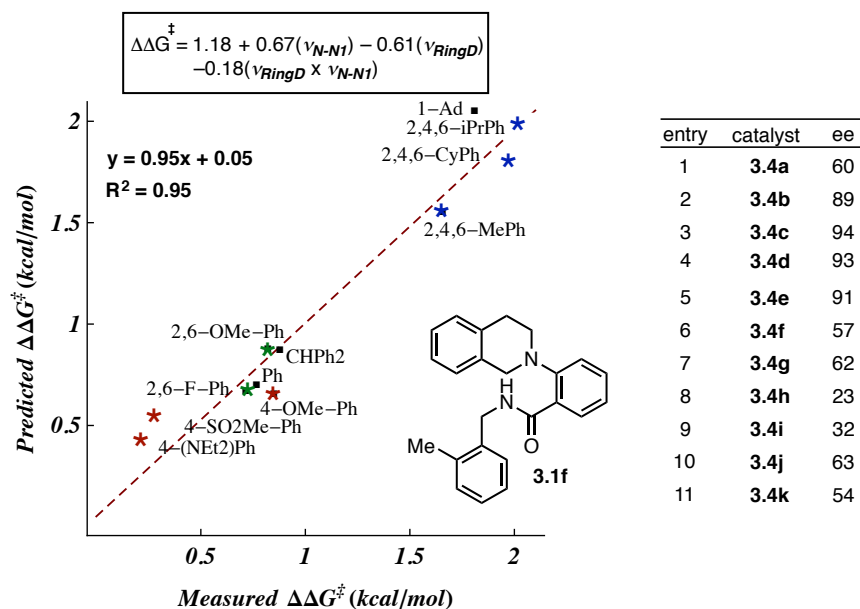 ΔΔG‡ = 1.18 + 0.67(νN-N1) − 0.61(νRingD)
−0.18(νRingD x νN-N1)
y = 0.95x + 0.05
R2 = 0.95
Predicted ΔΔG‡ (kcal/mol)
2
1.5
1
0.5
1−Ad
2,4,6−iPrPh
2,4,6−CyPh
2,4,6−MePh
2,6−OMe−Ph
CHPh2
Ph
2,6−F−Ph
4−OMe−Ph
4−SO2Me−Ph
4−(NEt2)Ph
0.5
1
1.5
2
Measured ΔΔG‡ (kcal/mol)
N
H
N
O
Me
3.1f
entry catalyst ee
1 3.4a 60
2 3.4b 89
3 3.4c 94
4 3.4d 93
5 3.4e 91
6 3.4f 57
7 3.4g 62
8 3.4h 23
9 3.4i 32
10 3.4j 63
11 3.4k 54